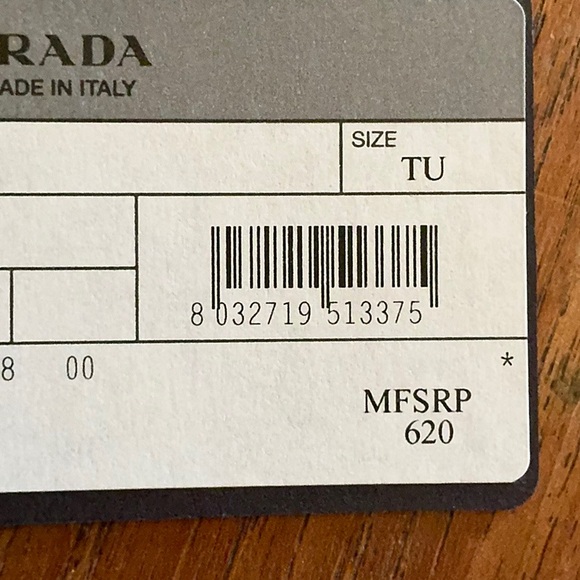 RADA
ADE IN ITALY
SIZE
TU
8 032719 513375
8 00
*
MFSRP
620